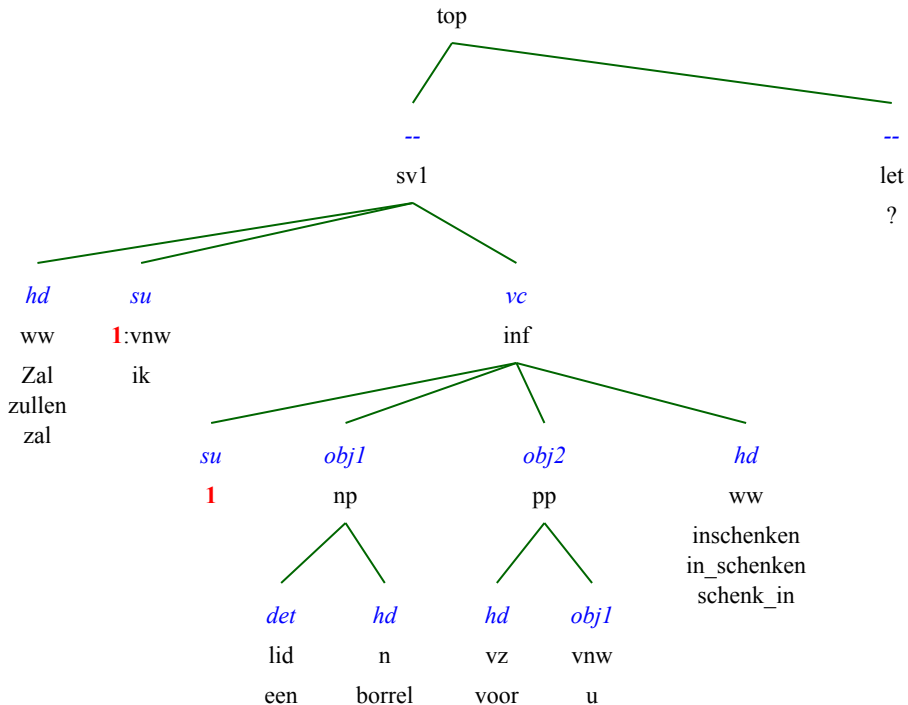 top
-- --
sv1 let
?
hd su vc
ww 1:vnw inf
Zal ik
zullen
zal
su obj1 obj2 hd
1 np pp ww
inschenken
in_schenken
schenk_in
det hd hd obj1
lid n vz vnw
een borrel voor u